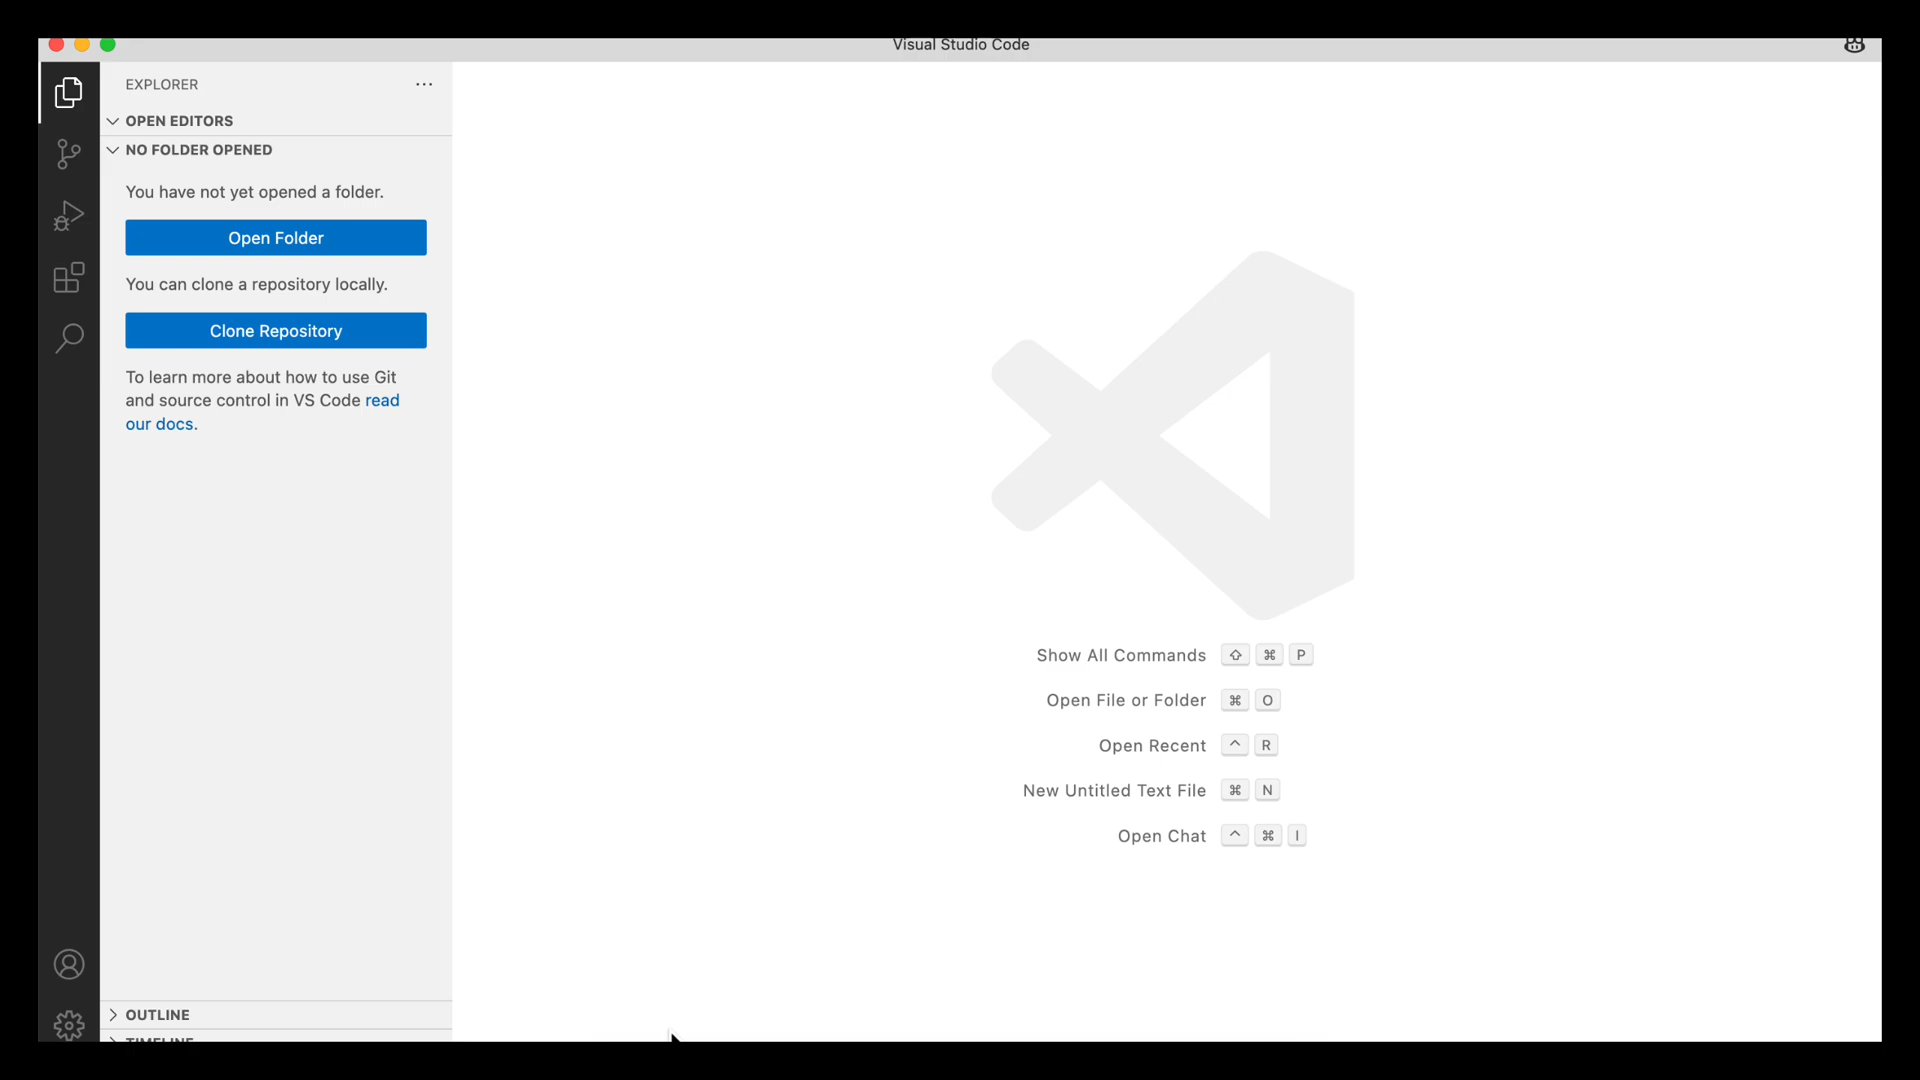 Visual Studio Code
EXPLORER
OPEN EDITORS
NO FOLDER OPENED
You have not yet opened a folder.
Open Folder
You can clone a repository locally.
Clone Repository
To learn more about how to use Git
and source control in VS Code read
our docs.
OUTLINE
TIMELINE
Show All Commands ⇧ ⌘ P
Open File or Folder ⌘ O
Open Recent ^ R
New Untitled Text File ⌘ N
Open Chat ^ ⌘ I